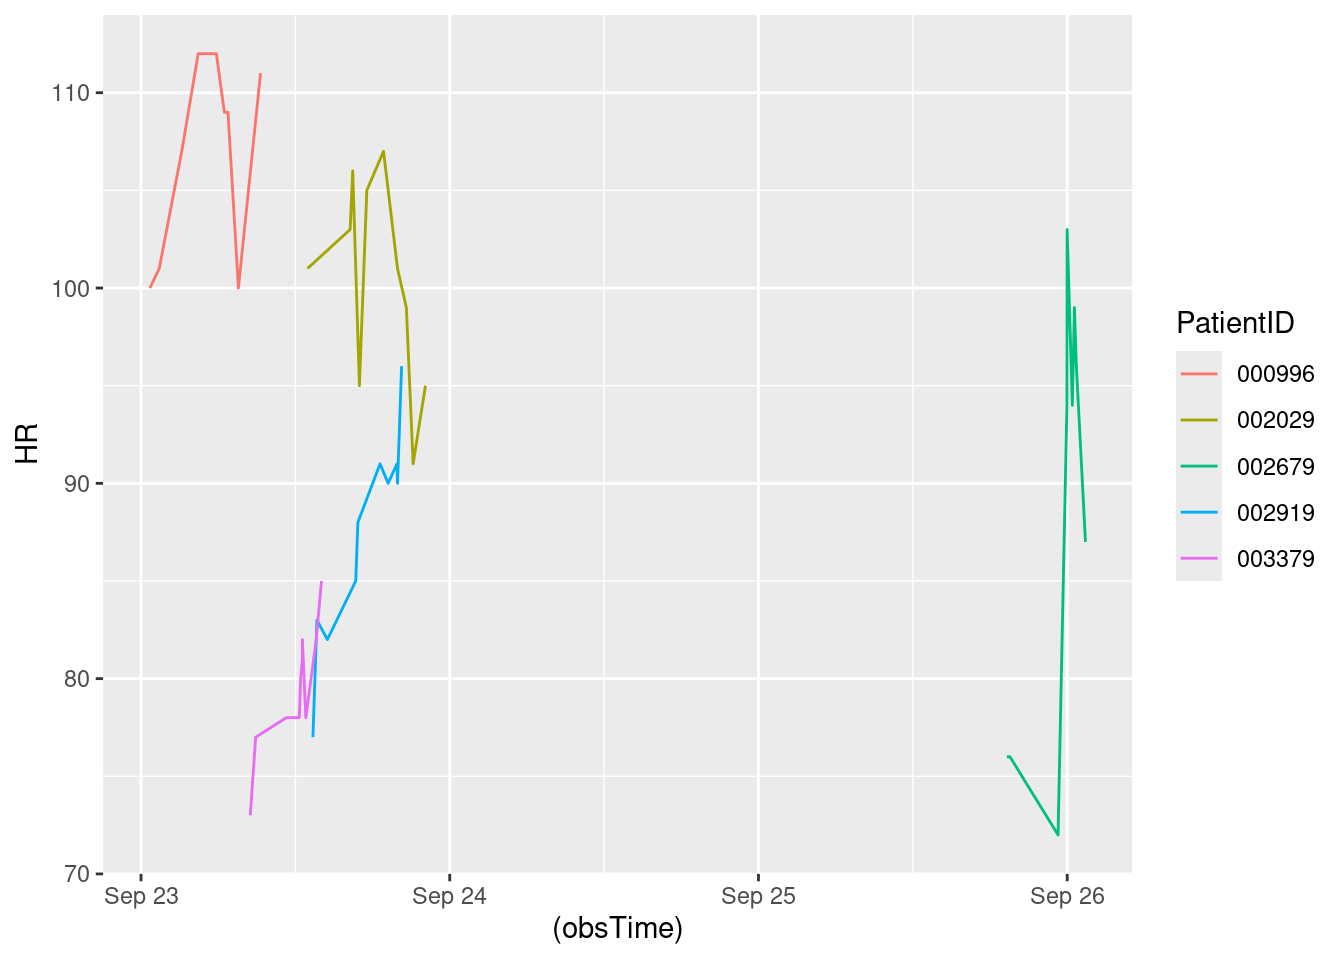 110
100
90
80
70
HR
Sep 23
Sep 24
Sep 25
Sep 26
(obsTime)
PatientID
000996
002029
002679
002919
003379